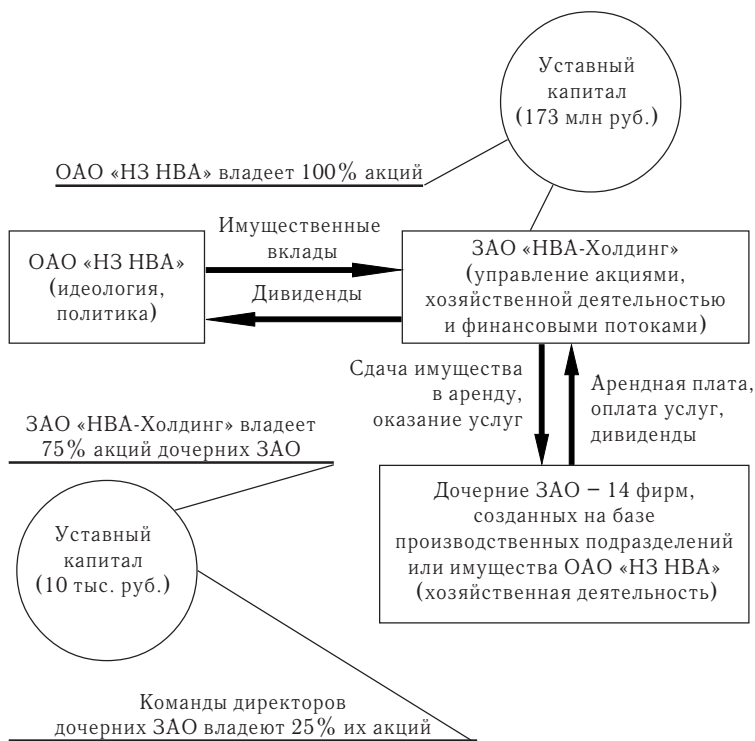 Уставный
капитал
(173 млн руб.)
ОАО «НЗ НВА» владеет 100% акций
Имущественные
вклады
ОАО «НЗ НВА»
(идеология,
политика)
Дивиденды
ЗАО «НВА-Холдинг»
(управление акциями,
хозяйственной деятельностью
и финансовыми потоками)
Сдача имущества
в аренду,
оказание услуг
Арендная плата,
оплата услуг,
дивиденды
ЗАО «НВА-Холдинг» владеет
75% акций дочерних ЗАО
Уставный
капитал
(10 тыс. руб.)
Дочерние ЗАО – 14 фирм,
созданных на базе
производственных подразделений
или имущества ОАО «НЗ НВА»
(хозяйственная деятельность)
Команды директоров
дочерних ЗАО владеют 25% их акций